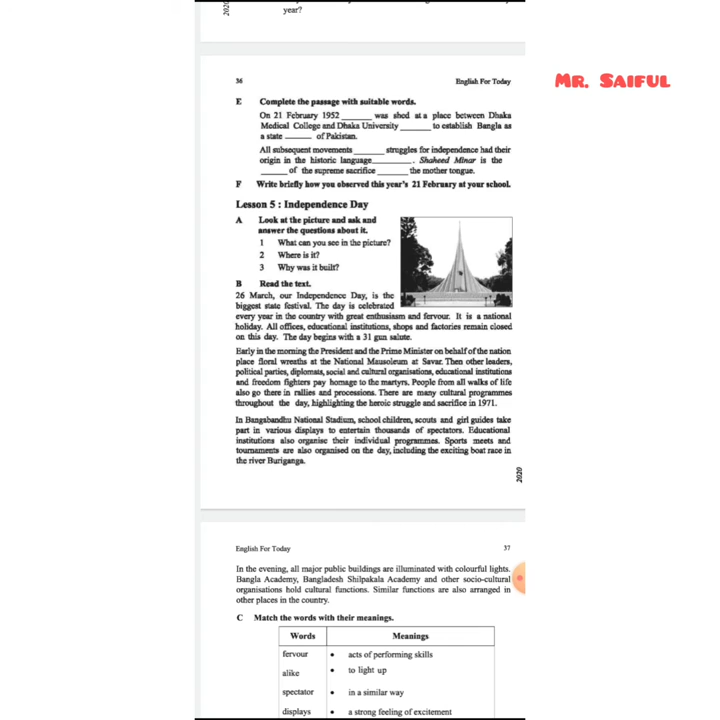 year?
2020
36 English For Today
MR. SAIFUL
E Complete the passage with suitable words.
On 21 February 1952 ______ was shed at a place between Dhaka
Medical College and Dhaka University ______ to establish Bangla as
a state ______ of Pakistan.
All subsequent movements ______ struggles for independence had their
origin in the historic language ______. Shaheed Minar is the
______ of the supreme sacrifice ______ the mother tongue.
F Write briefly how you observed this year's 21 February at your school.
Lesson 5 : Independence Day
A Look at the picture and ask and
answer the questions about it.
1 What can you see in the picture?
2 Where is it?
3 Why was it built?
B Read the text.
26 March, our Independence Day, is the
biggest state festival. The day is celebrated
every year in the country with great enthusiasm and fervour. It is a national
holiday. All offices, educational institutions, shops and factories remain closed
on this day. The day begins with a 31 gun salute.
Early in the morning the President and the Prime Minister on behalf of the nation
place floral wreaths at the National Mausoleum at Savar. Then other leaders,
political parties, diplomats, social and cultural organisations, educational institutions
and freedom fighters pay homage to the martyrs. People from all walks of life
also go there in rallies and processions. There are many cultural programmes
throughout the day, highlighting the heroic struggle and sacrifice in 1971.
In Bangabandhu National Stadium, school children, scouts and girl guides take
part in various displays to entertain thousands of spectators. Educational
institutions also organise their individual programmes. Sports meets and
tournaments are also organised on the day, including the exciting boat race in
the river Buriganga.
2020
English For Today 37
In the evening, all major public buildings are illuminated with colourful lights.
Bangla Academy, Bangladesh Shilpakala Academy and other socio-cultural
organisations hold cultural functions. Similar functions are also arranged in
other places in the country.
C Match the words with their meanings.
Words Meanings
fervour • acts of performing skills
alike • to light up
spectator • in a similar way
displays • a strong feeling of excitement